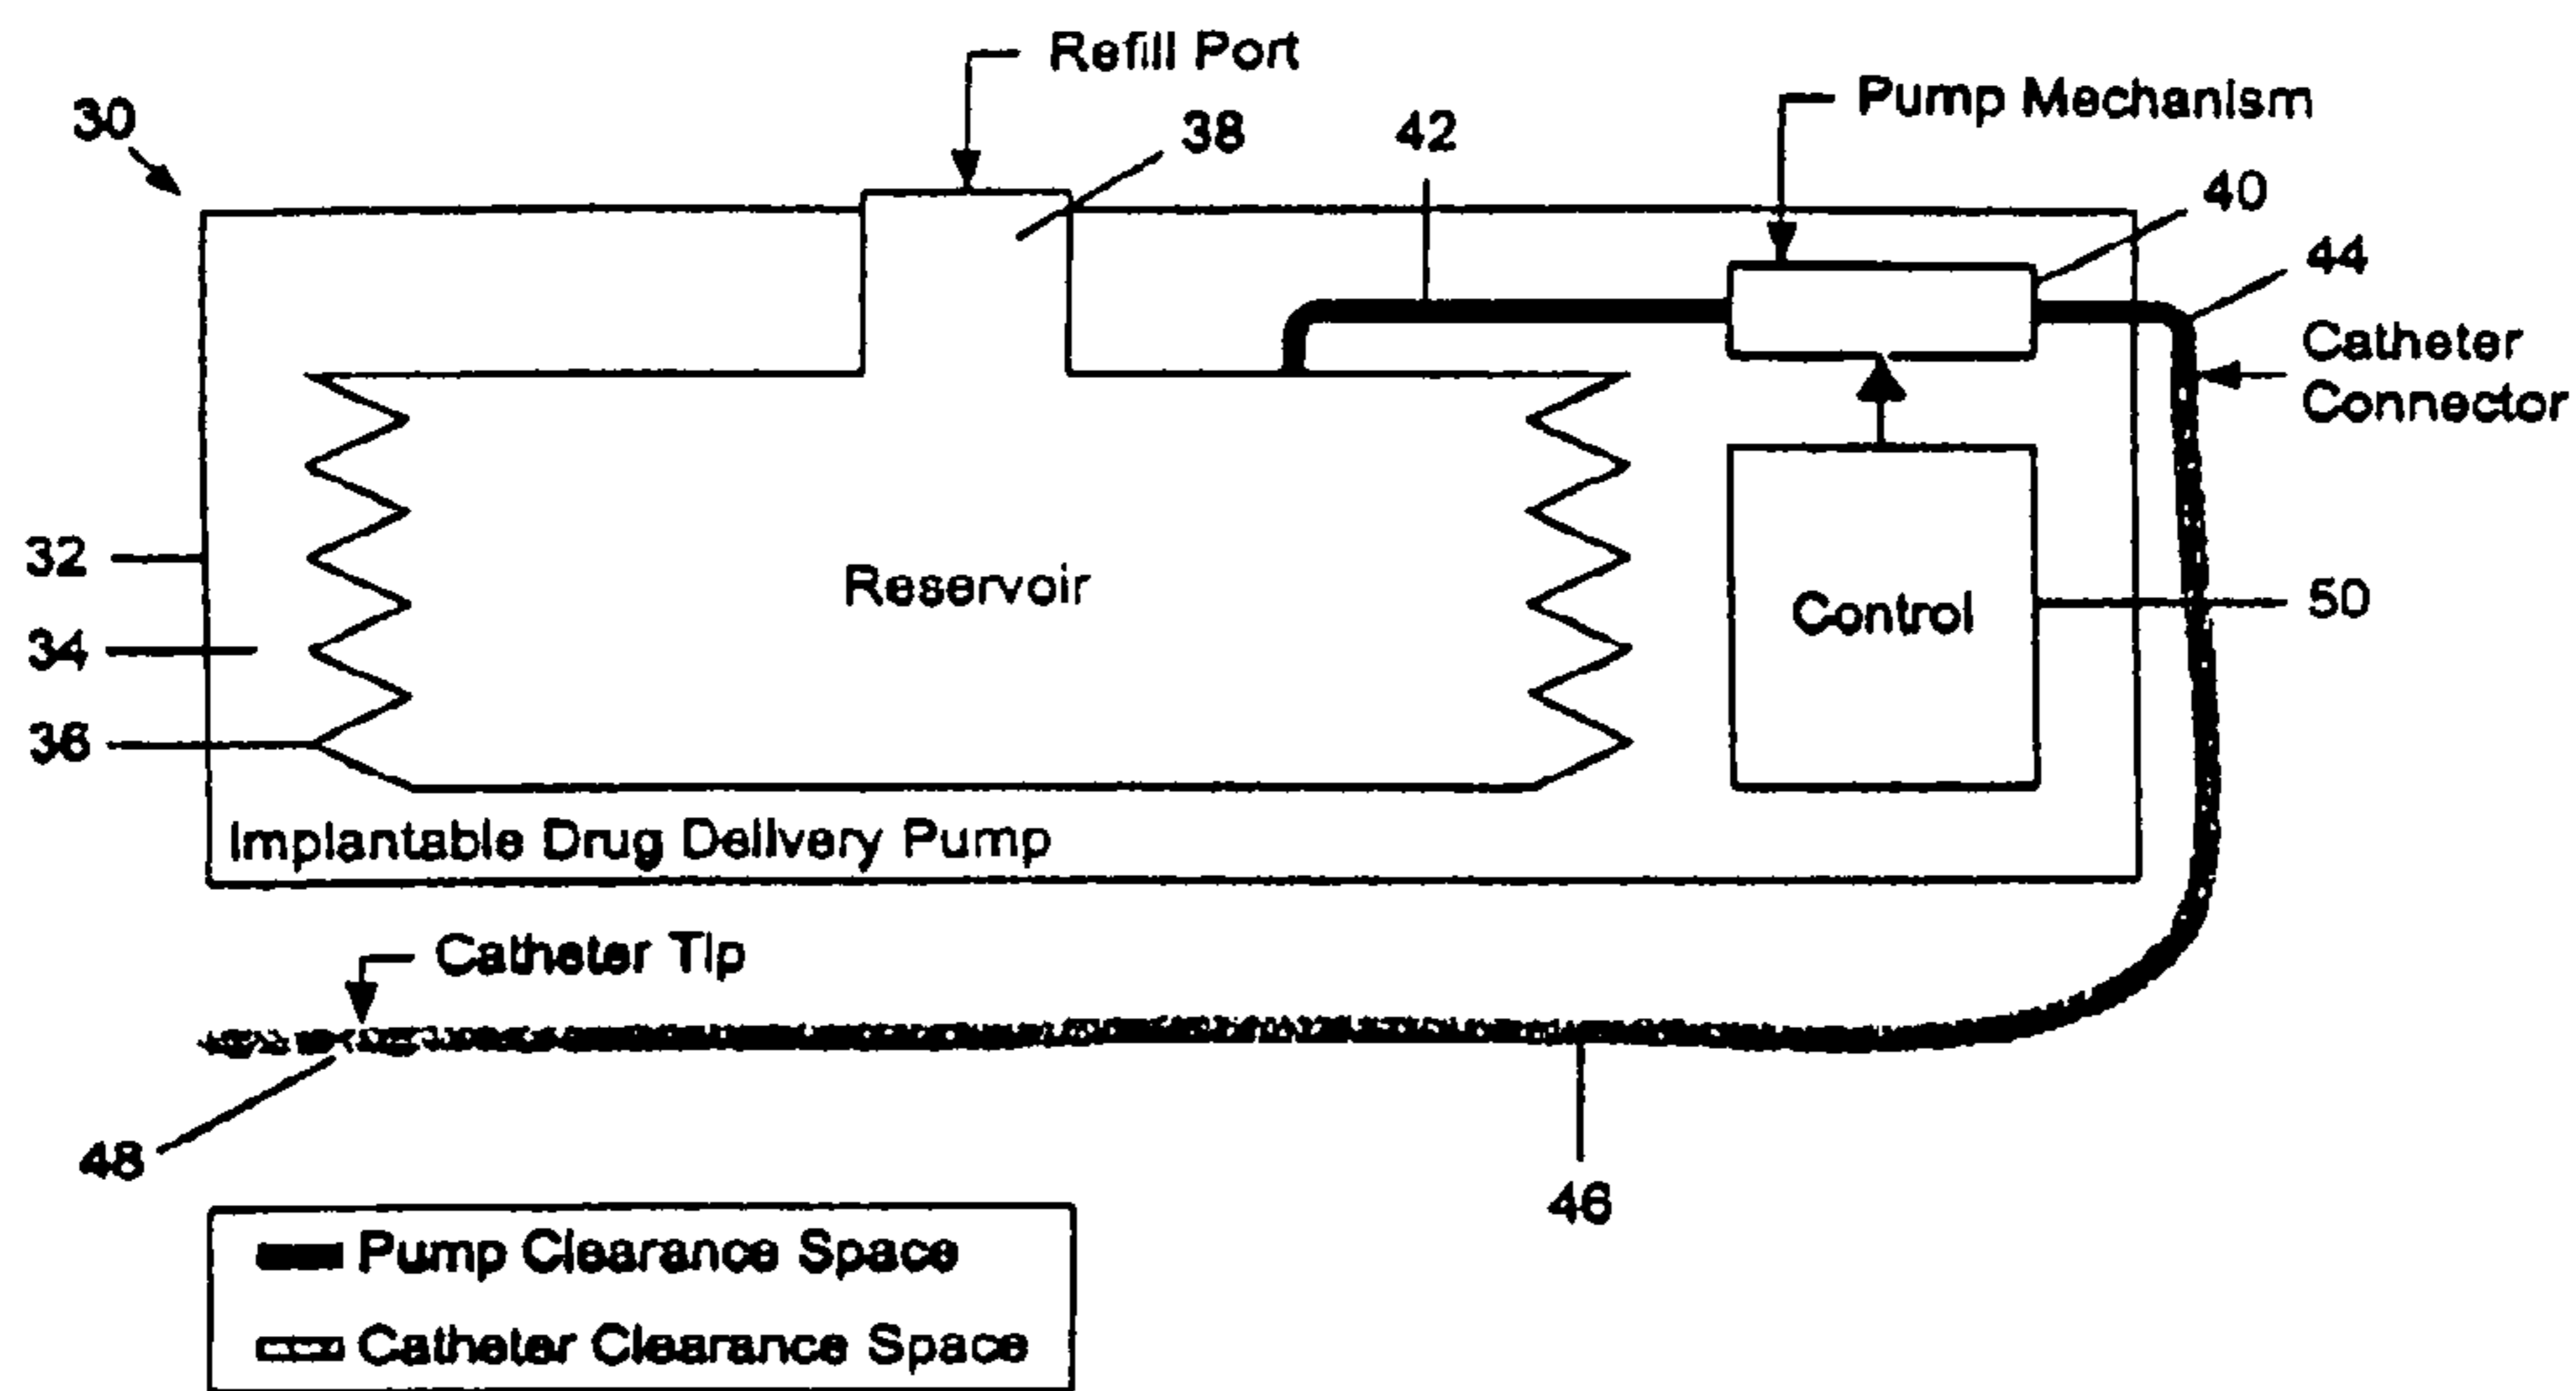 Refill Port
Pump Mechanism
30
38
42
40
44
Catheter
Connector
32
Reservoir
Control
50
34
36
Implantable Drug Delivery Pump
Catheter Tip
48
46
Pump Clearance Space
Catheter Clearance Space